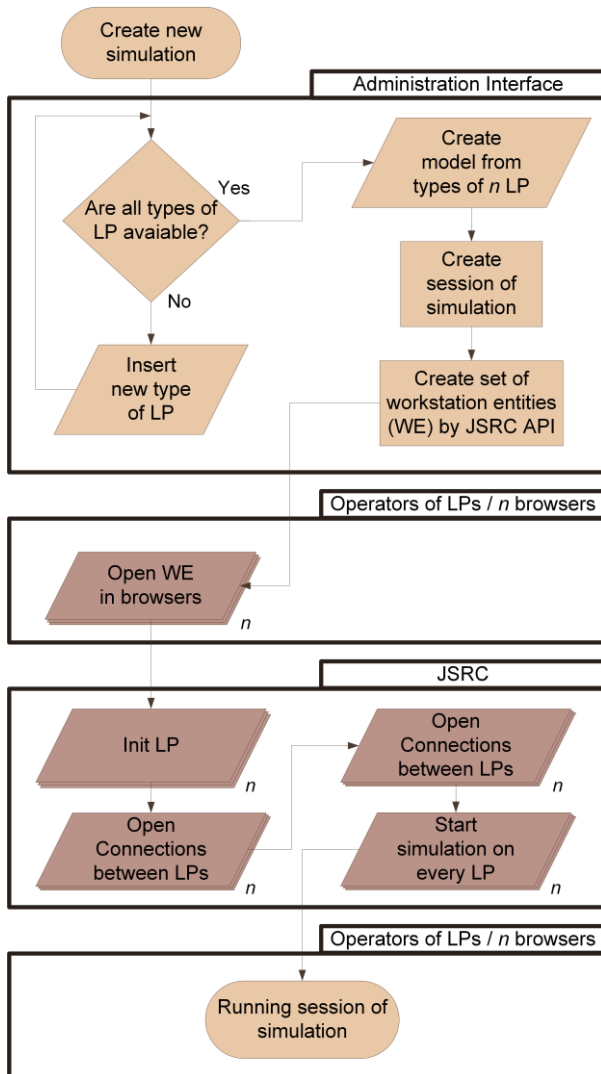 Create new
simulation
Administration Interface
Are all types of
LP avaiable?
Yes
No
Insert
new type
of LP
Create
model from
types of n LP
Create
session of
simulation
Create set of
workstation entities
(WE) by JSRC API
Operators of LPs / n browsers
Open WE
in browsers
n
JSRC
Init LP
n
Open
Connections
between LPs
n
Open
Connections
between LPs
n
Start
simulation on
every LP
n
Operators of LPs / n browsers
Running session of
simulation